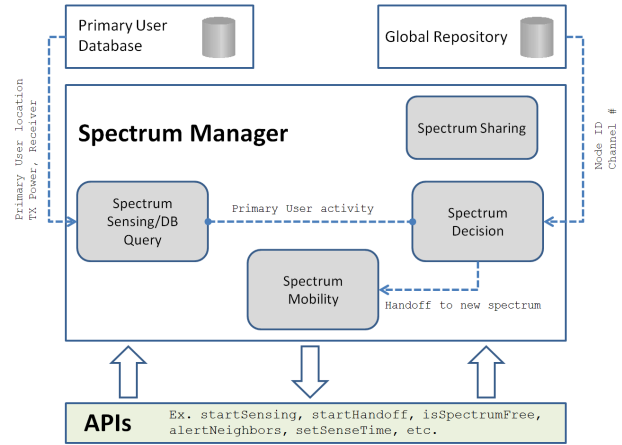 Primary User
Database
Global Repository
Primary User location
TX Power, Receiver
Node ID
Channel #
Spectrum Manager
Spectrum Sharing
Spectrum
Sensing/DB
Query
Primary User activity
Spectrum
Decision
Spectrum
Mobility
Handoff to new spectrum
APIs
Ex. startSensing, startHandoff, isSpectrumFree,
alertNeighbors, setSenseTime, etc.